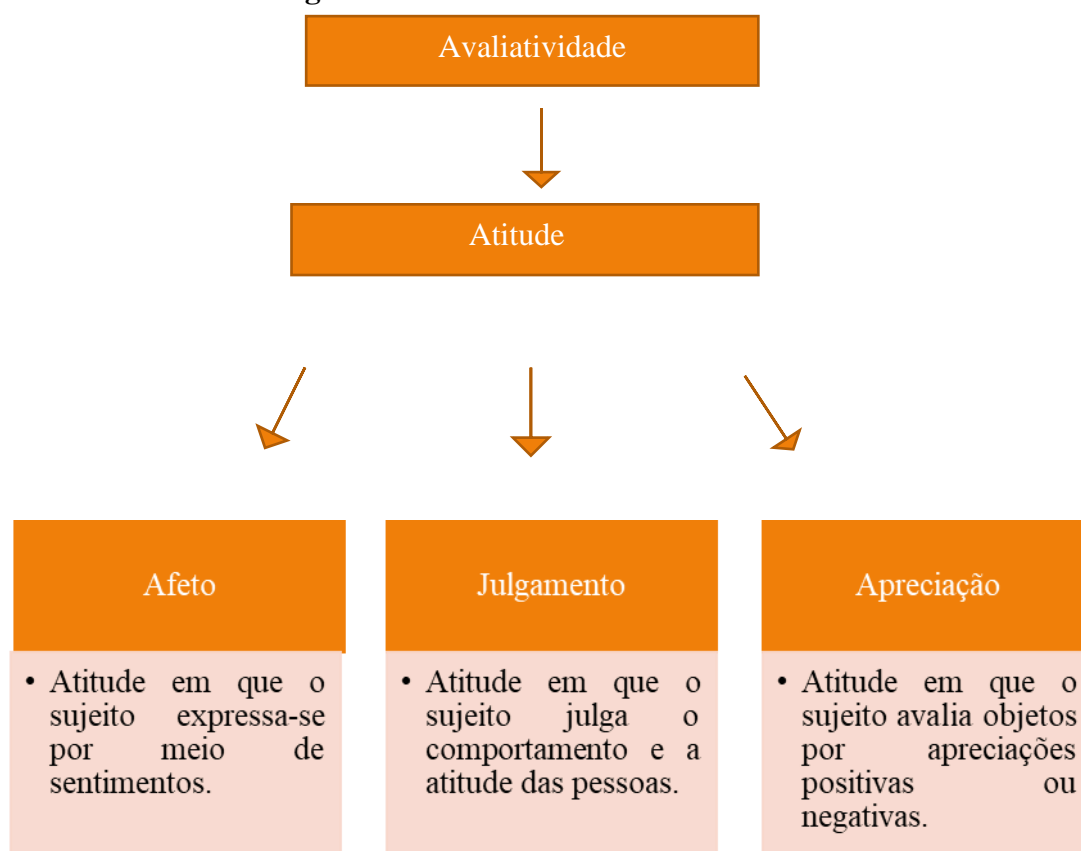 Avaliatividade
Atitude
Afeto
• Atitude em que o
sujeito expressa-se
por meio de
sentimentos.
Julgamento
• Atitude em que o
sujeito julga o
comportamento e a
atitude das pessoas.
Apreciação
• Atitude em que o
sujeito avalia objetos
por apreciações
positivas ou
negativas.